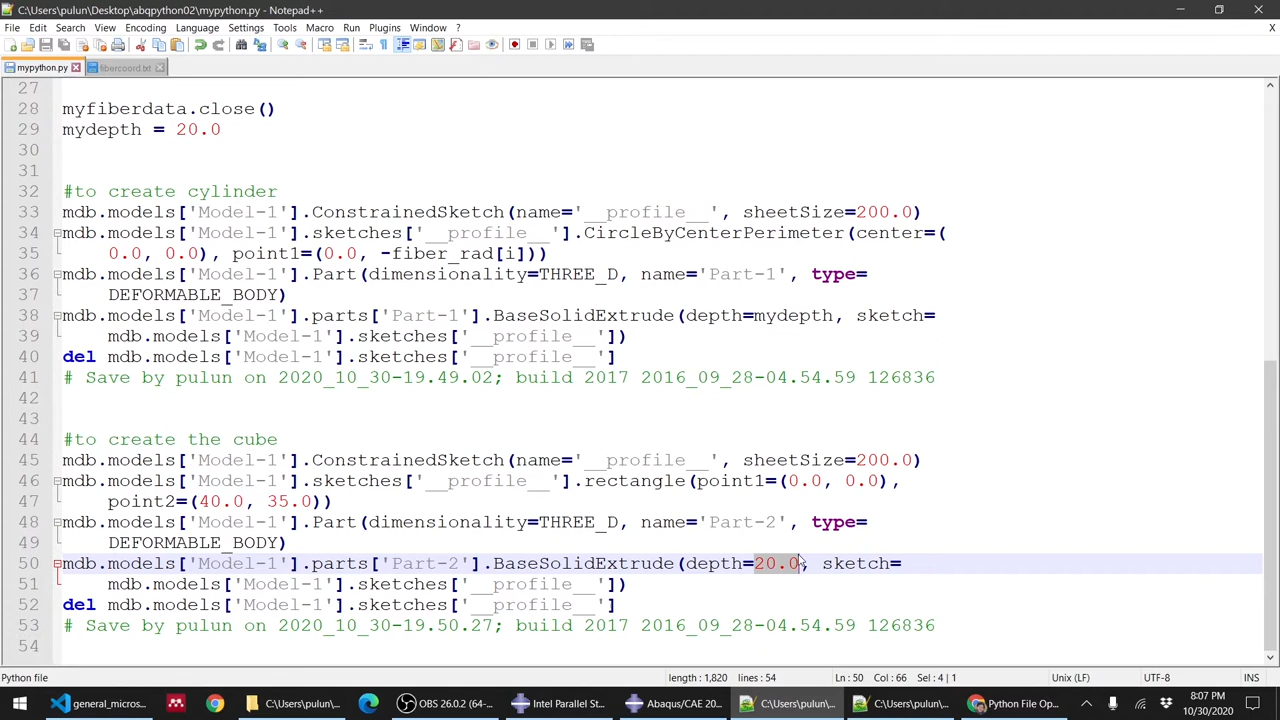 C:\Users\pulun\Desktop\abqpython02\mypython.py - Notepad++
File Edit Search View Encoding Language Settings Tools Macro Run Plugins Window ?
mypython.py fibercoord.txt
27
28 myfiberdata.close()
29 mydepth = 20.0
30
31
32 #to create cylinder
33 mdb.models['Model-1'].ConstrainedSketch(name='__profile__', sheetSize=200.0)
34 mdb.models['Model-1'].sketches['__profile__'].CircleByCenterPerimeter(center=(
35 0.0, 0.0), point1=(0.0, -fiber_rad[i]))
36 mdb.models['Model-1'].Part(dimensionality=THREE_D, name='Part-1', type=
37 DEFORMABLE_BODY)
38 mdb.models['Model-1'].parts['Part-1'].BaseSolidExtrude(depth=mydepth, sketch=
39 mdb.models['Model-1'].sketches['__profile__'])
40 del mdb.models['Model-1'].sketches['__profile__']
41 # Save by pulun on 2020_10_30-19.49.02; build 2017 2016_09_28-04.54.59 126836
42
43
44 #to create the cube
45 mdb.models['Model-1'].ConstrainedSketch(name='__profile__', sheetSize=200.0)
46 mdb.models['Model-1'].sketches['__profile__'].rectangle(point1=(0.0, 0.0),
47 point2=(40.0, 35.0))
48 mdb.models['Model-1'].Part(dimensionality=THREE_D, name='Part-2', type=
49 DEFORMABLE_BODY)
50 mdb.models['Model-1'].parts['Part-2'].BaseSolidExtrude(depth=20.0, sketch=
51 mdb.models['Model-1'].sketches['__profile__'])
52 del mdb.models['Model-1'].sketches['__profile__']
53 # Save by pulun on 2020_10_30-19.50.27; build 2017 2016_09_28-04.54.59 126836
54
Python file length : 1,820 lines : 54 Ln : 50 Col : 66 Sel : 4 | 1 Unix (LF) UTF-8 INS
general_micros... C:\Users\pulun\... OBS 26.0.2 (64-... Intel Parallel St... Abaqus/CAE 20... C:\Users\pulun\... C:\Users\pulun\... Python File Op... 8:07 PM
10/30/2020